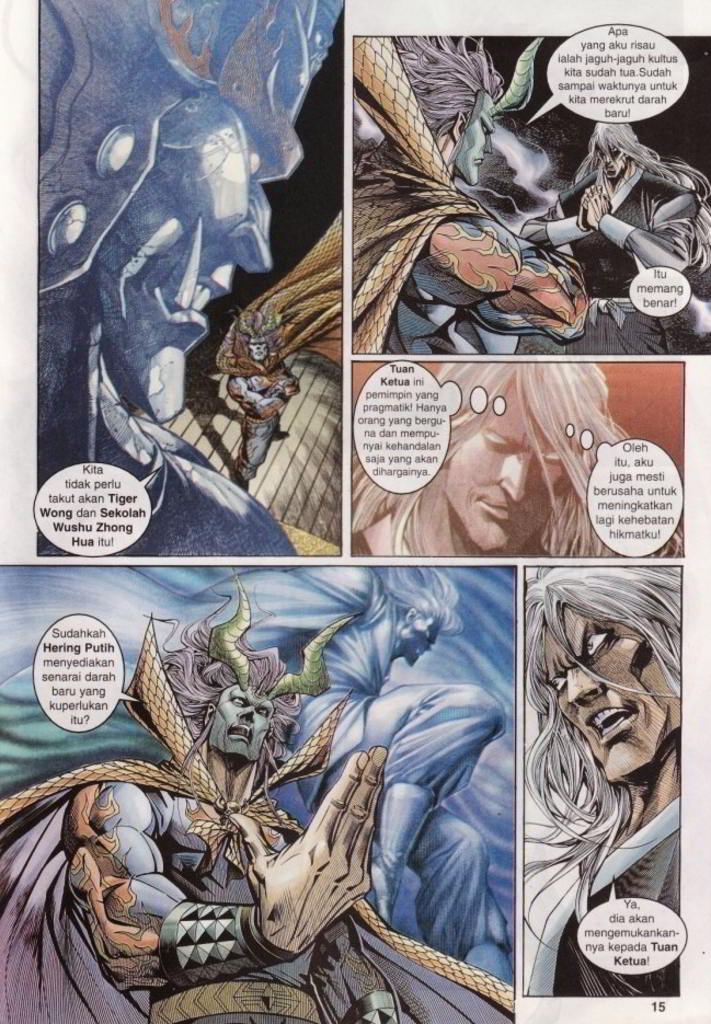 Kita
tidak perlu
takut akan Tiger
Wong dan Sekolah
Wushu Zhong
Hua itu!
Apa
yang aku risau
ialah jaguh-jaguh kultus
kita sudah tua.Sudah
sampai waktunya untuk
kita merekrut darah
baru!
Itu
memang
benar!
Tuan
Ketua ini
pemimpin yang
pragmatik! Hanya
orang yang bergu-
na dan mempu-
nyai kehandalan
saja yang akan
dihargainya.
Oleh
itu, aku
juga mesti
berusaha untuk
meningkatkan
lagi kehebatan
hikmatku!
Sudahkah
Hering Putih
menyediakan
senarai darah
baru yang
kuperlukan
itu?
Ya,
dia akan
mengemukankan-
nya kepada Tuan
Ketua!
15